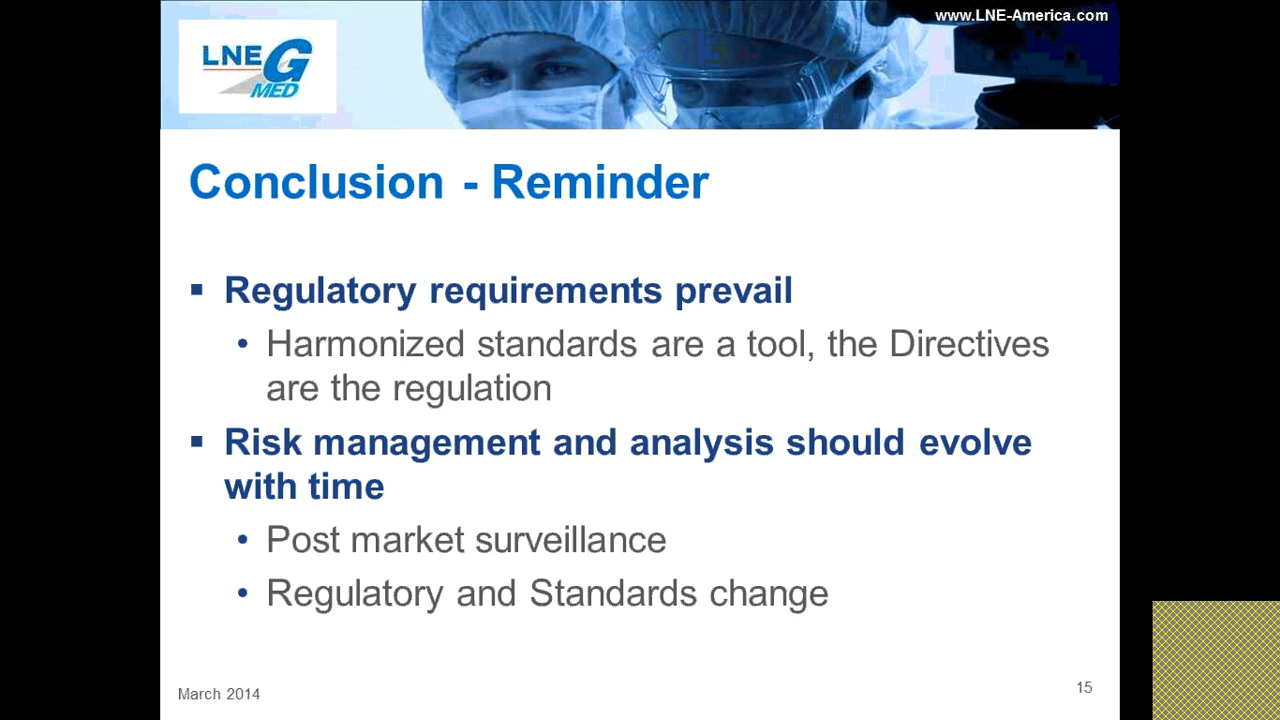 www.LNE-America.com
LNE G
MED
Conclusion - Reminder
▪ Regulatory requirements prevail
• Harmonized standards are a tool, the Directives
are the regulation
▪ Risk management and analysis should evolve
with time
• Post market surveillance
• Regulatory and Standards change
March 2014
15